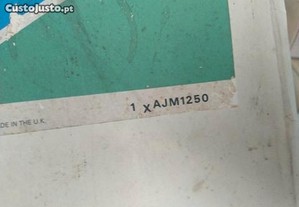 CustoJusto.pt
1 XAJM1250
DE IN THE U.K.